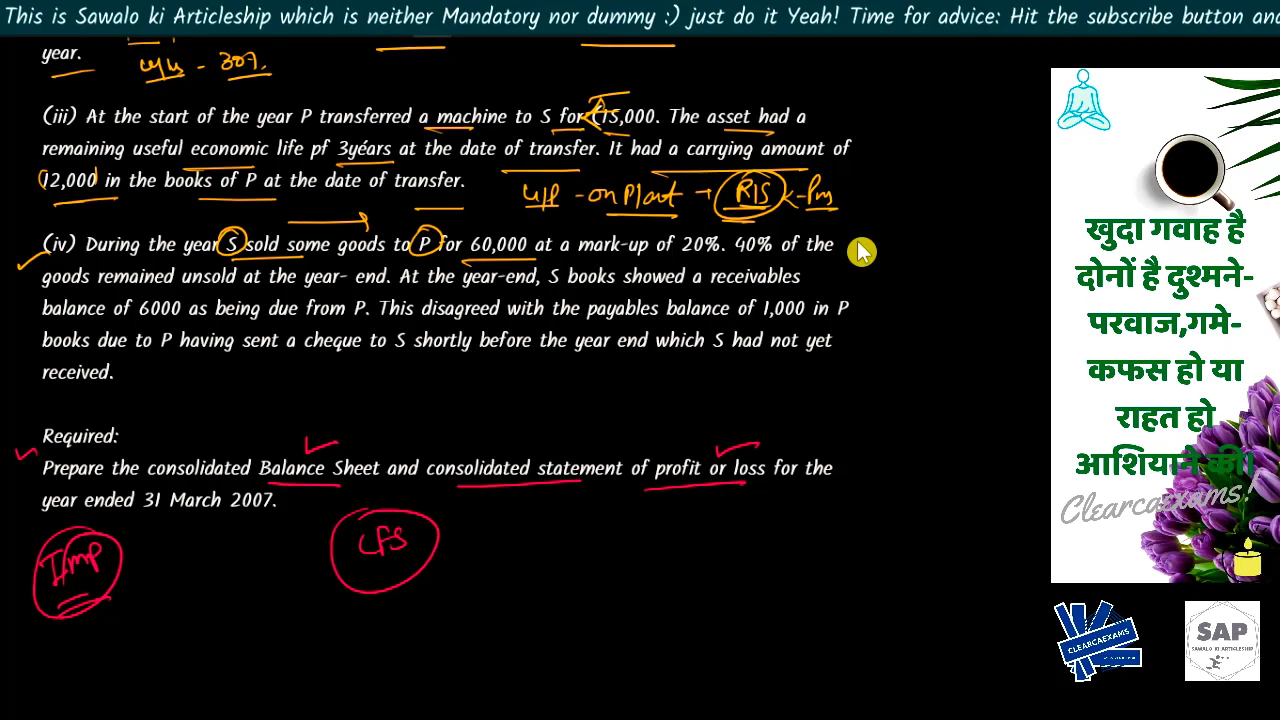 This is Sawalo ki Articleship which is neither Mandatory nor dummy :) just do it Yeah! Time for advice: Hit the subscribe button and
year.
30%.
(iii) At the start of the year P transferred a machine to S for 15,000. The asset had a
remaining useful economic life pf 3years at the date of transfer. It had a carrying amount of
12,000 in the books of P at the date of transfer.
on Plant → R/S
(iv) During the year S sold some goods to P for 60,000 at a mark-up of 20%. 40% of the
goods remained unsold at the year- end. At the year-end, S books showed a receivables
balance of 6000 as being due from P. This disagreed with the payables balance of 1,000 in P
books due to P having sent a cheque to S shortly before the year end which S had not yet
received.
Required:
Prepare the consolidated Balance Sheet and consolidated statement of profit or loss for the
year ended 31 March 2007.
Imp
CFS
खुदा गवाह है
दोनों है दुश्मने-
परवाज,गमे-
कफस हो या
राहत हो
आशियाने की।
Clearcaexams!
CLEARCAEXAMS
SAP
SAWALO KI ARTICLESHIP